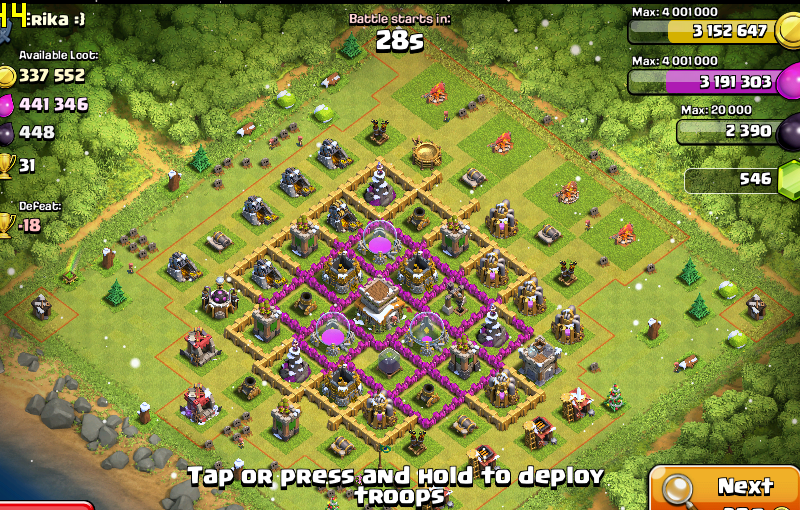 44
Erika :}
Available Loot:
337 552
441 346
448
31
Defeat:
-18
Battle starts in:
28s
Max: 4 001 000
3 152 647
Max: 4 001 000
3 191 303
Max: 20 000
2 390
546
Tap or press and hold to deploy
troops
Next